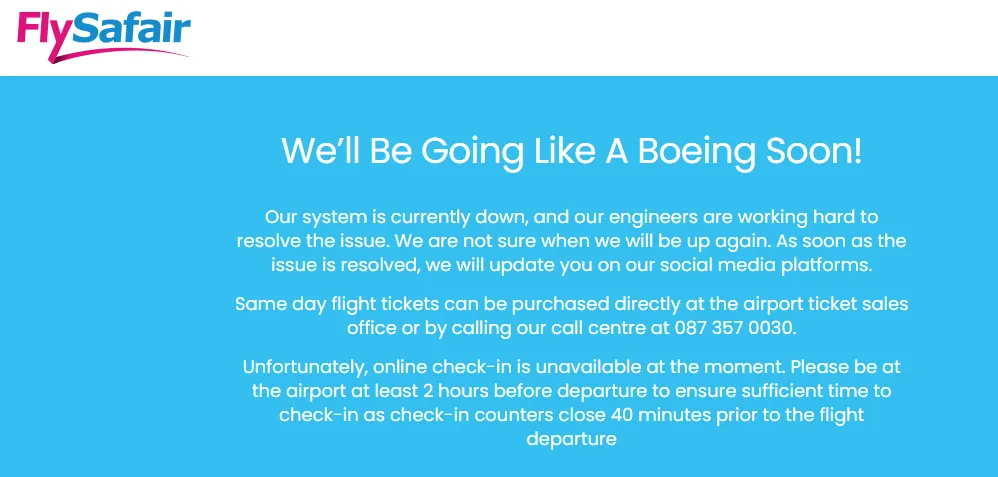 FlySafair
We'll Be Going Like A Boeing Soon!
Our system is currently down, and our engineers are working hard to
resolve the issue. We are not sure when we will be up again. As soon as the
issue is resolved, we will update you on our social media platforms.
Same day flight tickets can be purchased directly at the airport ticket sales
office or by calling our call centre at 087 357 0030.
Unfortunately, online check-in is unavailable at the moment. Please be at
the airport at least 2 hours before departure to ensure sufficient time to
check-in as check-in counters close 40 minutes prior to the flight
departure